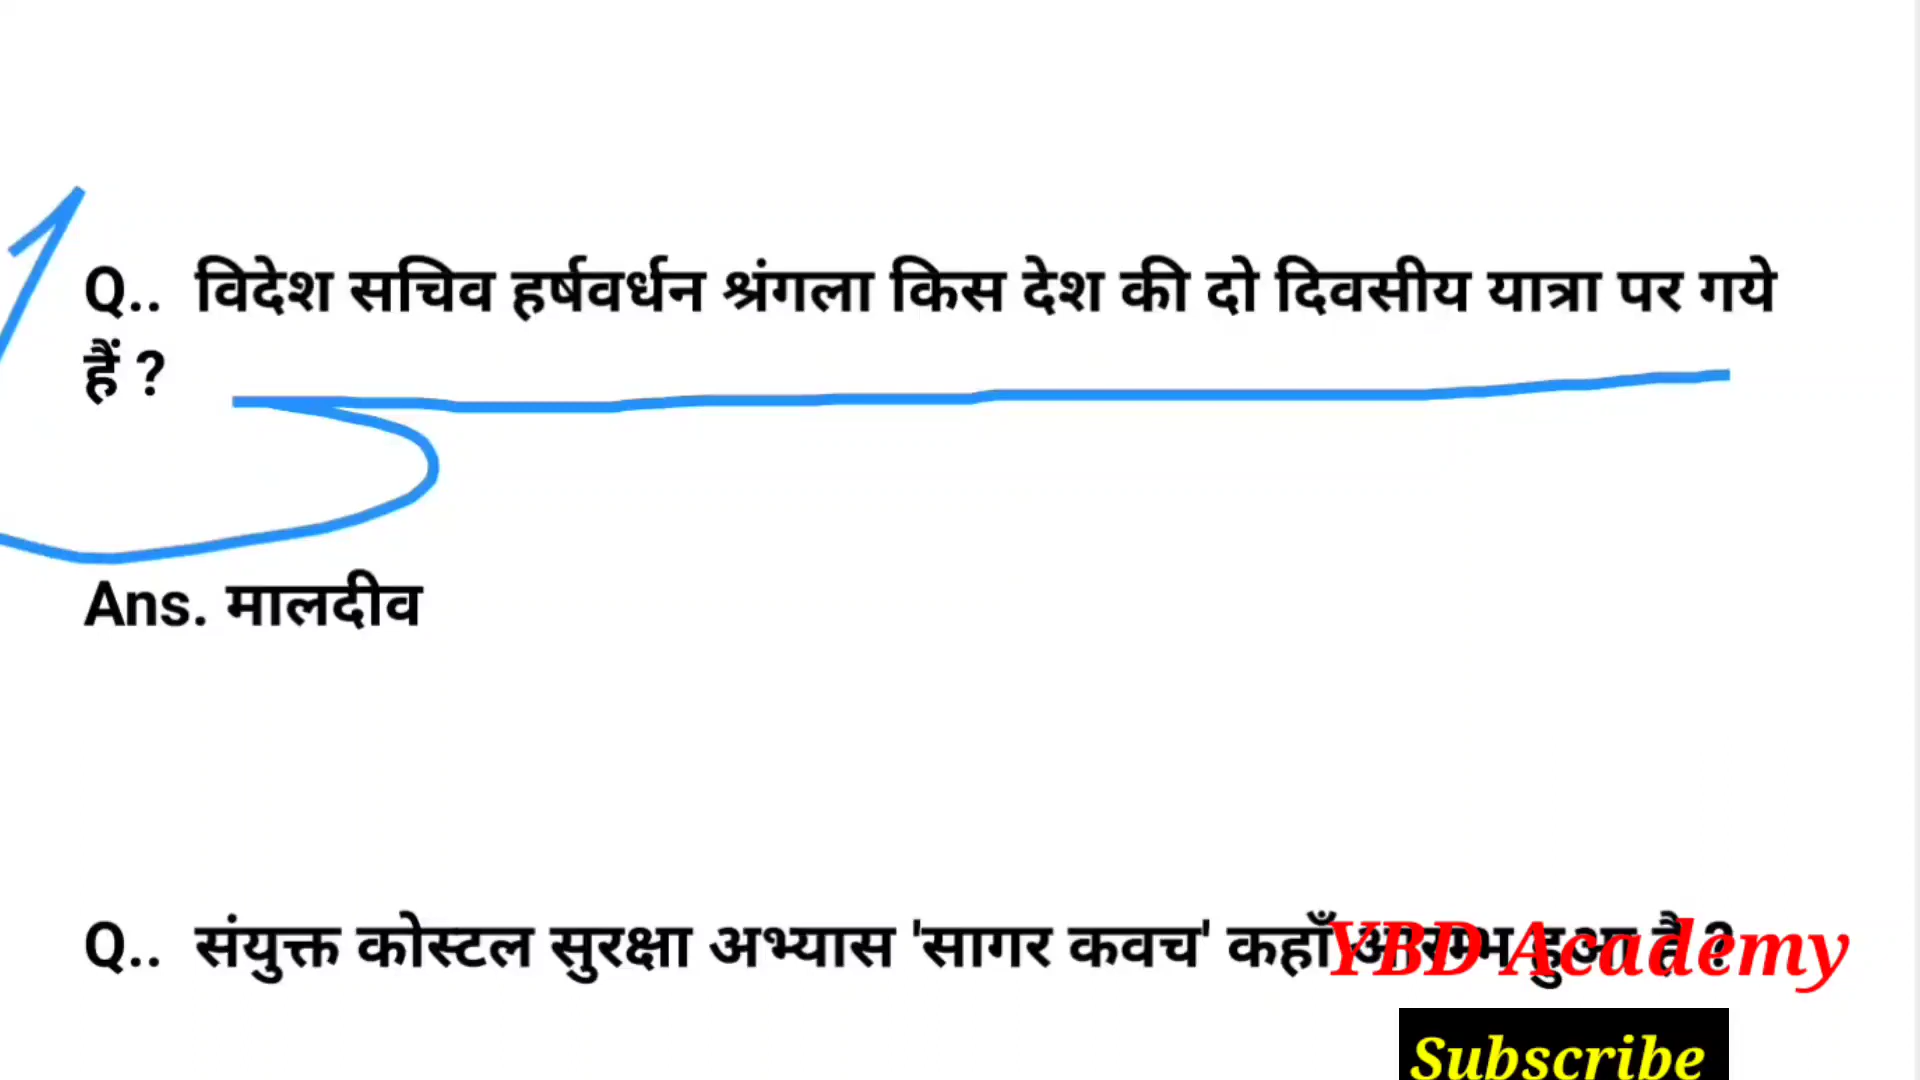 Q.. विदेश सचिव हर्षवर्धन श्रंगला किस देश की दो दिवसीय यात्रा पर गये
हैं ?
Ans. मालदीव
Q.. संयुक्त कोस्टल सुरक्षा अभ्यास 'सागर कवच' कहाँ आरम्भ हुआ है ?
YBD Academy
Subscribe